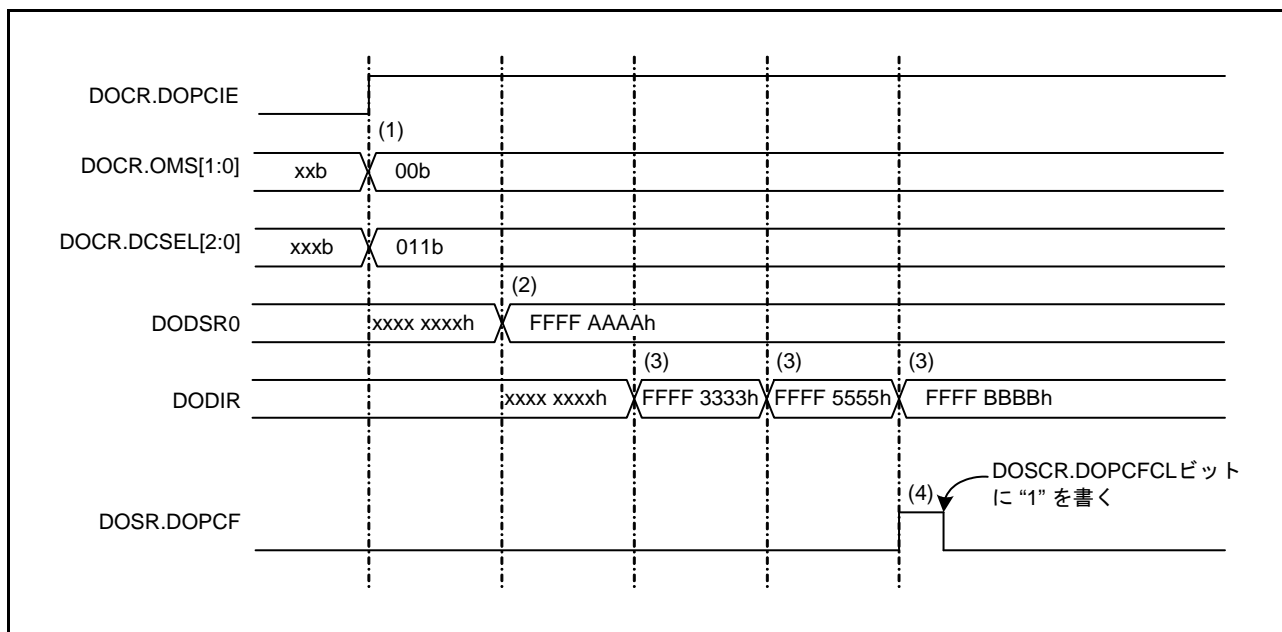 DOCR.DOPCIE
(1)
DOCR.OMS[1:0] xxb 00b
DOCR.DCSEL[2:0] xxxb 011b
(2)
DODSR0 xxxx xxxxh FFFF AAAAh
(3) (3) (3)
DODIR xxxx xxxxh FFFF 3333h FFFF 5555h FFFF BBBBh
DOSCR.DOPCFCLビット
に “1” を書く
(4)
DOSR.DOPCF